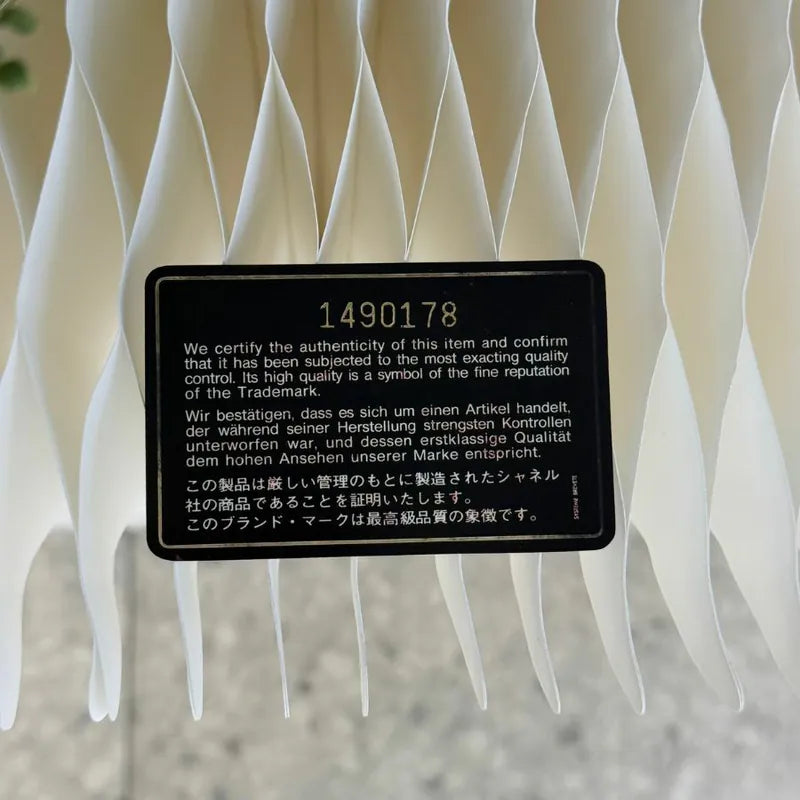 1490178
We certify the authenticity of this item and confirm
that it has been subjected to the most exacting quality
control. Its high quality is a symbol of the fine reputation
of the Trademark.
Wir bestätigen, dass es sich um einen Artikel handelt,
der während seiner Herstellung strengsten Kontrollen
unterworfen war, und dessen erstklassige Qualität
dem hohen Ansehen unserer Marke entspricht.
この製品は厳しい管理のもとに製造されたシャネル
社の商品であることを証明いたします。
このブランド・マークは最高級品質の象徴です。